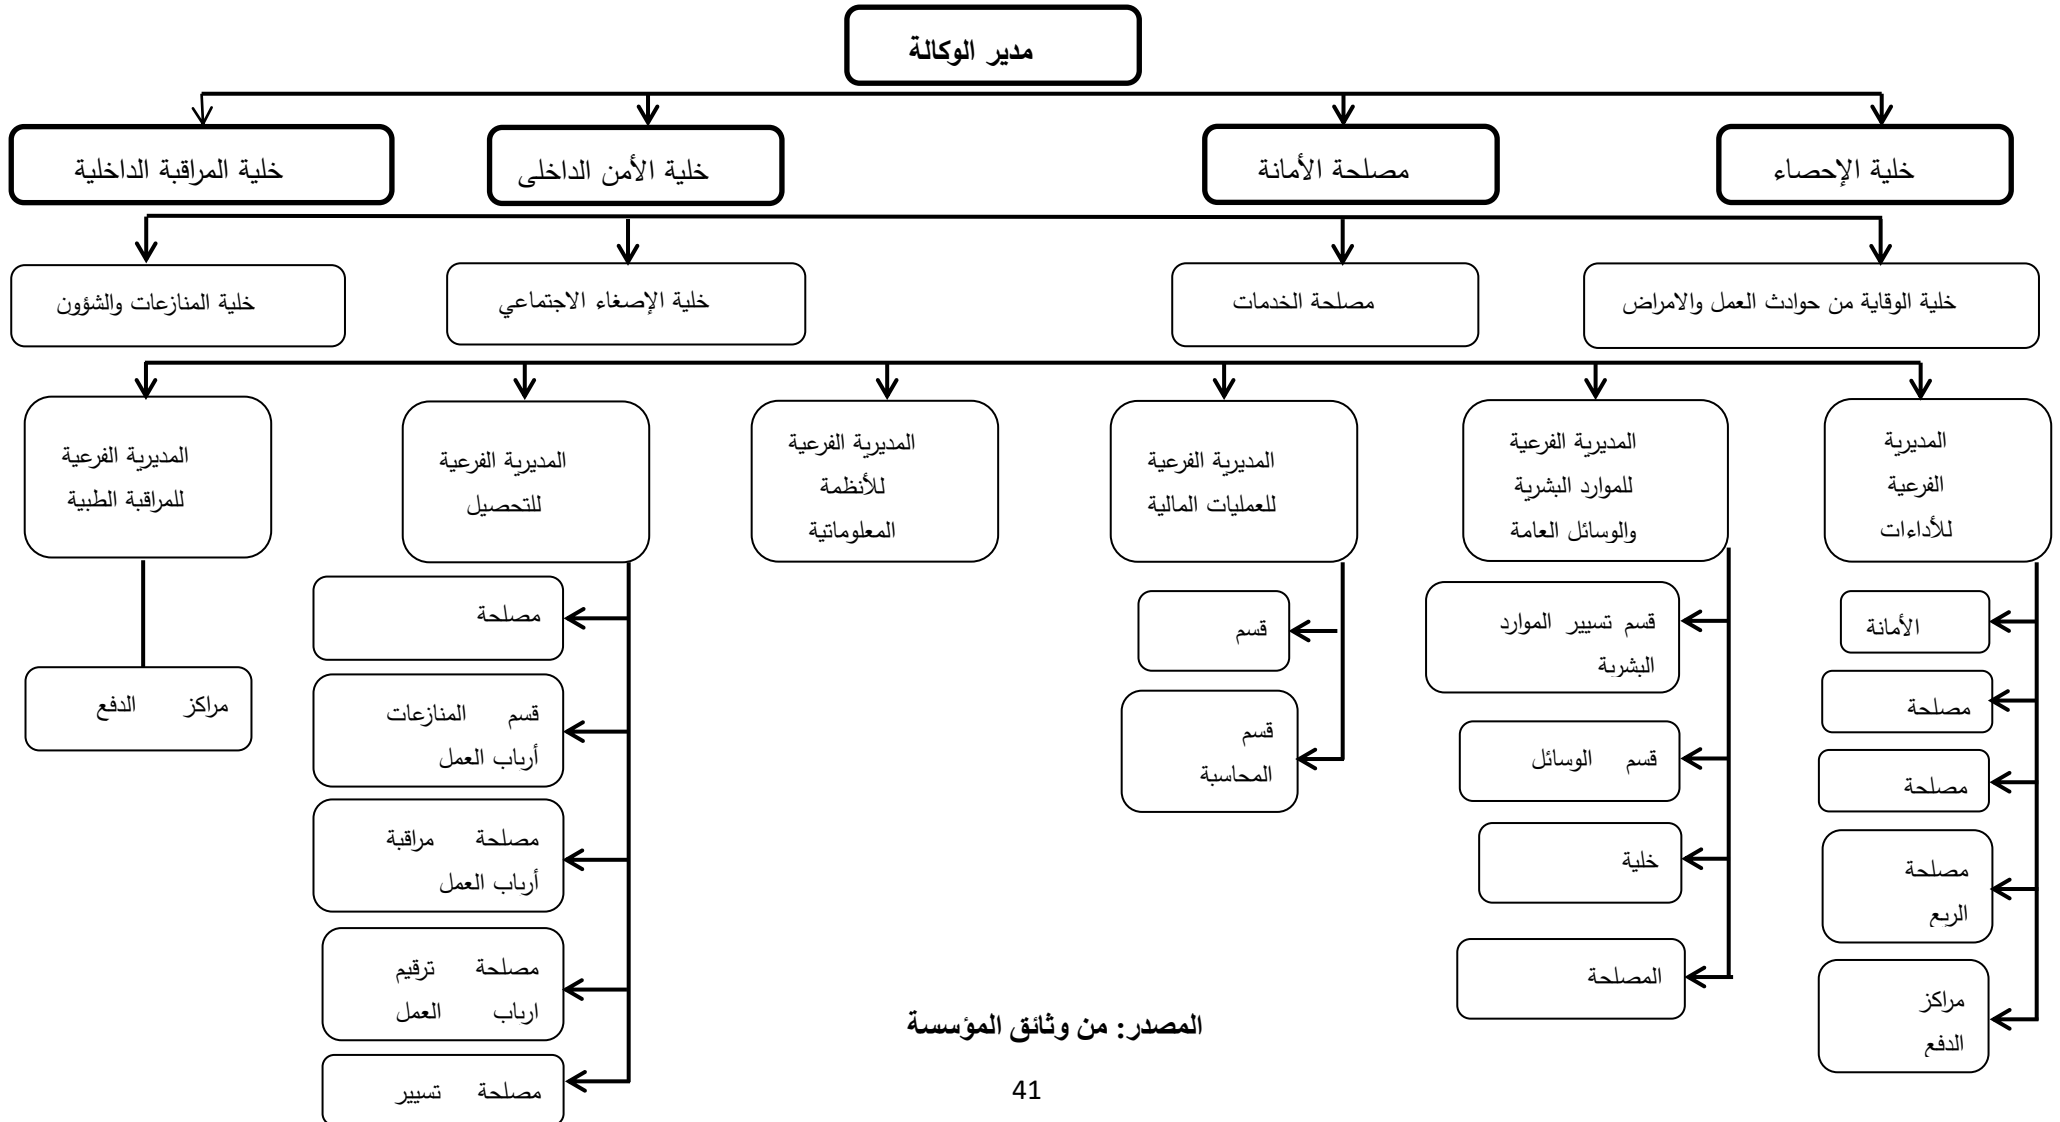 مدير الوكالة
خلية الإحصاء
مصلحة الأمانة
خلية الأمن الداخلى
خلية المراقبة الداخلية
خلية الوقاية من حوادث العمل والامراض
مصلحة الخدمات
خلية الإصغاء الاجتماعي
خلية المنازعات والشؤون
المديرية
الفرعية
للأداءات
المديرية الفرعية
للموارد البشرية
والوسائل العامة
المديرية الفرعية
للعمليات المالية
المديرية الفرعية
للأنظمة
المعلوماتية
المديرية الفرعية
للتحصيل
المديرية الفرعية
للمراقبة الطبية
الأمانة
مصلحة
مصلحة
مصلحة
الريع
مراكز
الدفع
قسم تسيير الموارد
البشرية
قسم الوسائل
خلية
المصلحة
قسم
قسم
المحاسبة
مصلحة
قسم المنازعات
أرباب العمل
مصلحة مراقبة
أرباب العمل
مصلحة ترقيم
ارباب العمل
مصلحة تسيير
مراكز الدفع
المصدر: من وثائق المؤسسة
41